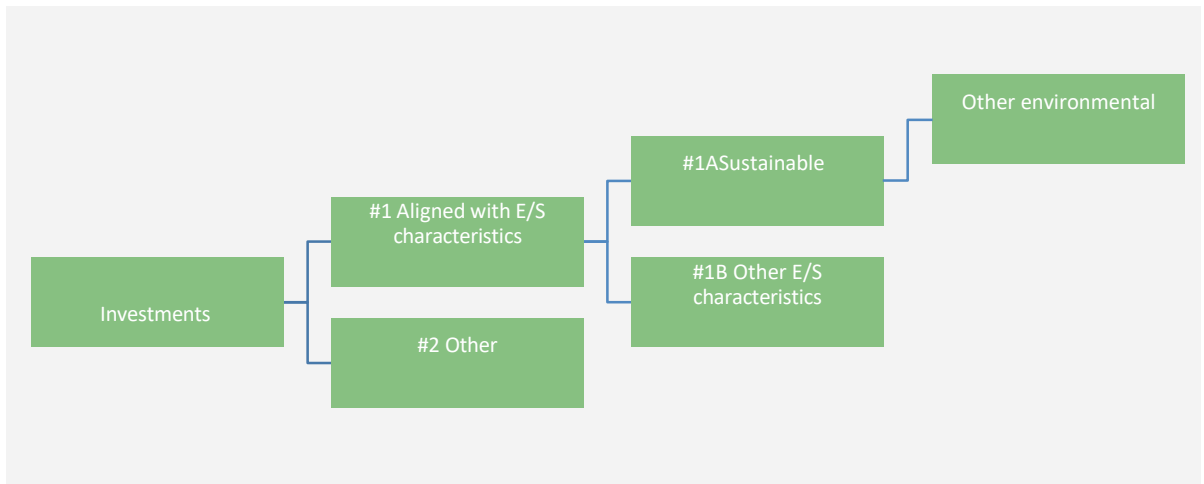 Investments
#1 Aligned with E/S
characteristics
#2 Other
#1ASustainable
#1B Other E/S
characteristics
Other environmental